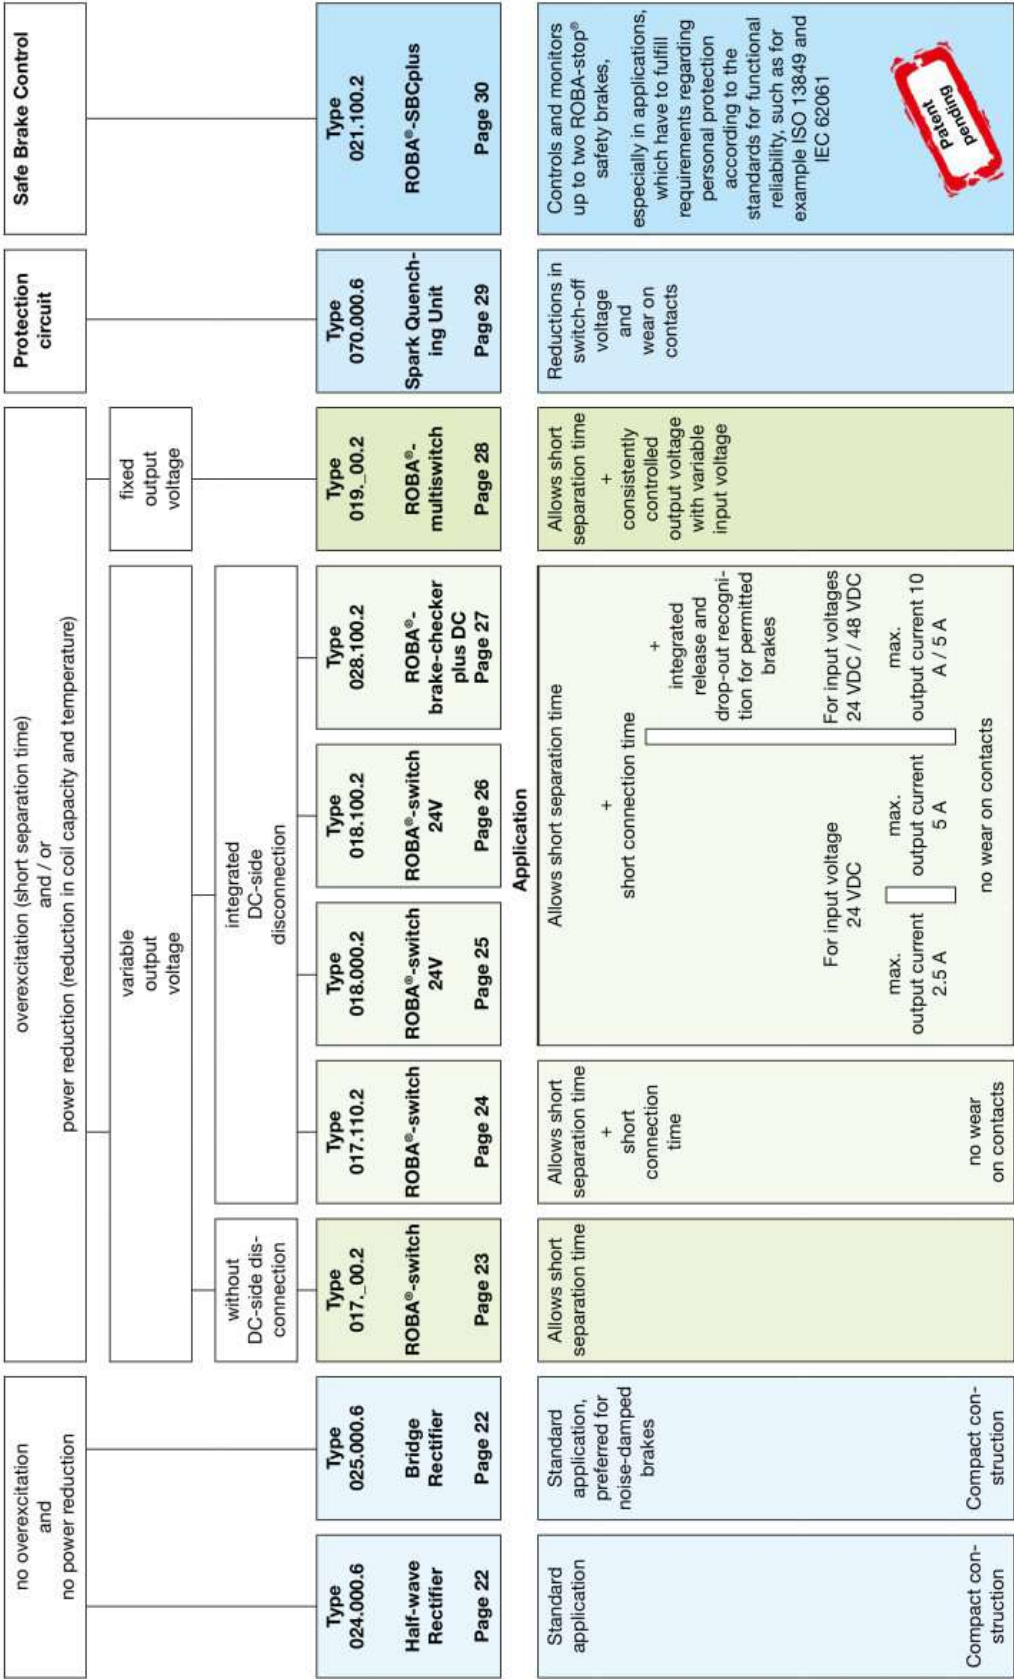 no overexcitation
and
no power reduction
overexcitation (short separation time)
and / or
power reduction (reduction in coil capacity and temperature)
Protection
circuit
Safe Brake Control
variable
output
voltage
fixed
output
voltage
without
DC-side dis-
connection
integrated
DC-side
disconnection
Type
024.000.6
Half-wave
Rectifier
Page 22
Type
025.000.6
Bridge
Rectifier
Page 22
Type
017._00.2
ROBA®-switch
Page 23
Type
017.110.2
ROBA®-switch
Page 24
Type
018.000.2
ROBA®-switch
24V
Page 25
Type
018.100.2
ROBA®-switch
24V
Page 26
Type
028.100.2
ROBA®-
brake-checker
plus DC
Page 27
Type
019._00.2
ROBA®-
multiswitch
Page 28
Type
070.000.6
Spark Quench-
ing Unit
Page 29
Type
021.100.2
ROBA®-SBCplus
Page 30
Application
Standard
application
Compact con-
struction
Standard
application,
preferred for
noise-damped
brakes
Compact con-
struction
Allows short
separation time
Allows short
separation time
+
short
connection
time
no wear
on contacts
Allows short separation time
+
short connection time
+
integrated
release and
drop-out recogni-
tion for permitted
brakes
For input voltage
24 VDC
For input voltages
24 VDC / 48 VDC
max.
output current
2.5 A
max.
output current
5 A
max.
output current 10
A / 5 A
no wear on contacts
Allows short
separation time
+
consistently
controlled
output voltage
with variable
input voltage
Reductions in
switch-off
voltage
and
wear on
contacts
Controls and monitors
up to two ROBA-stop®
safety brakes,
especially in applications,
which have to fulfill
requirements regarding
personal protection
according to the
standards for functional
reliability, such as for
example ISO 13849 and
IEC 62061
Patent
pending